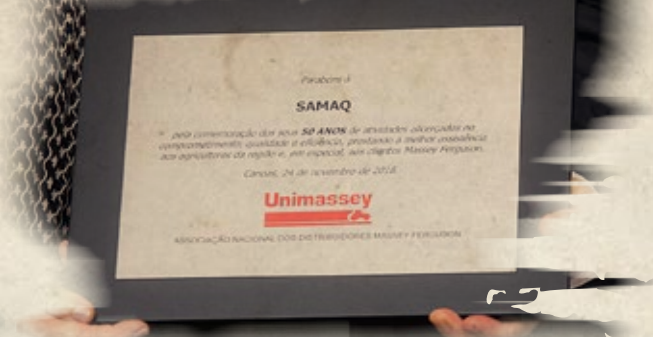 Parabéns à
SAMAQ
pela comemoração dos seus 50 ANOS de atividades alicerçadas no
comprometimento, qualidade e eficiência, prestando a melhor assistência
aos agricultores da região e, em especial, aos clientes Massey Ferguson.
Canoas, 24 de novembro de 2018.
Unimassey
ASSOCIAÇÃO NACIONAL DOS DISTRIBUIDORES MASSEY FERGUSON